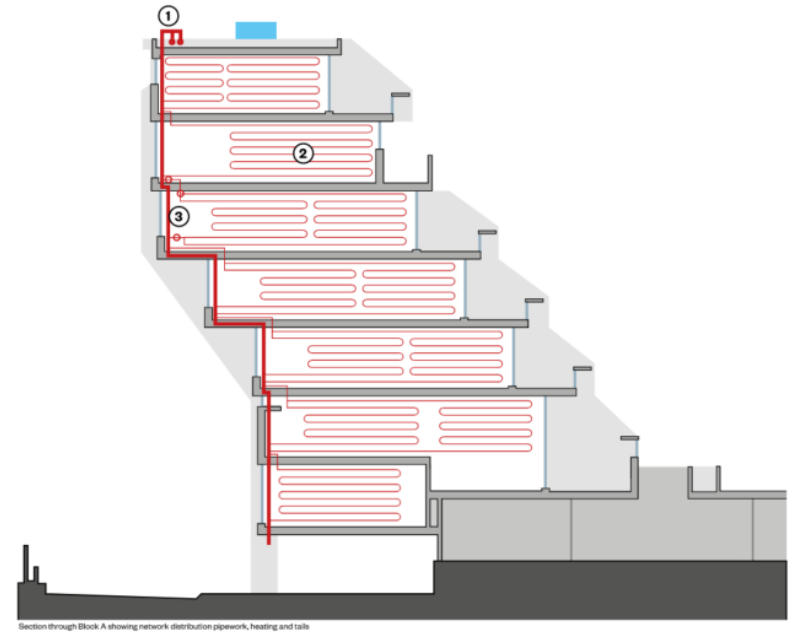 1
2
3
Section through Block A showing network distribution pipework, heating and tails